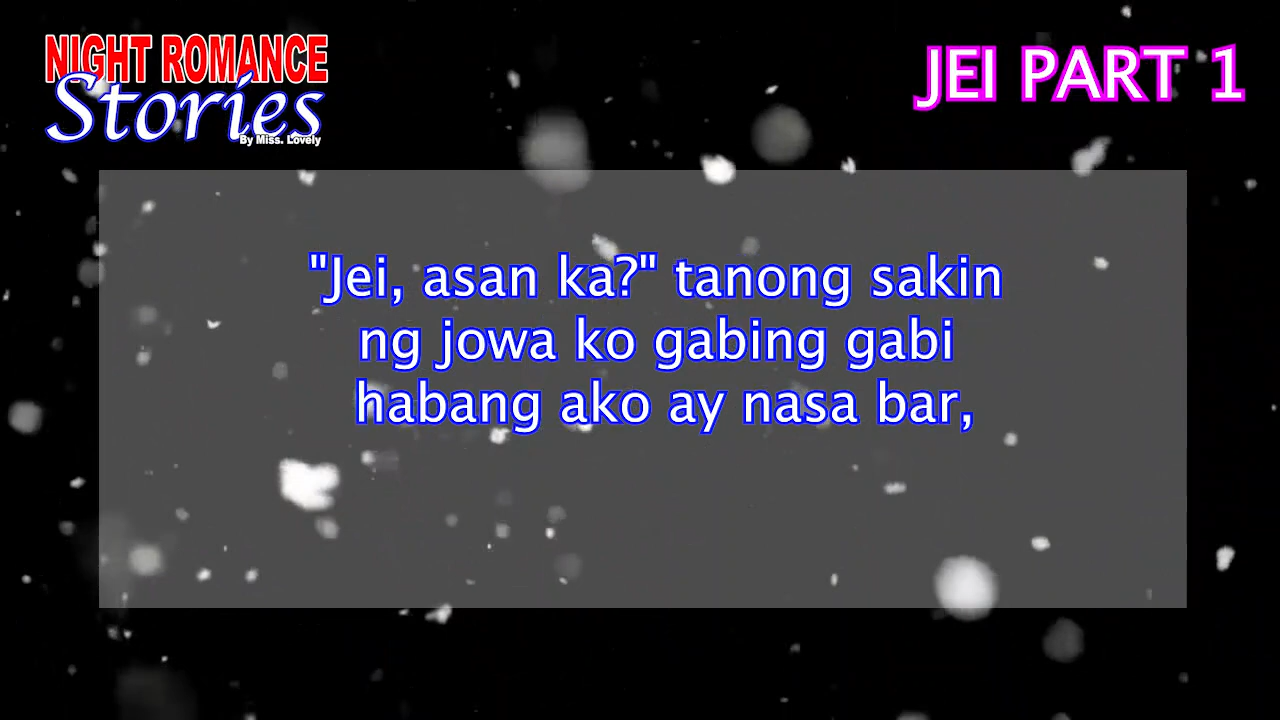 NIGHT ROMANCE
Stories
By Miss. Lovely
JEI PART 1
"Jei, asan ka?" tanong sakin
ng jowa ko gabing gabi
habang ako ay nasa bar,